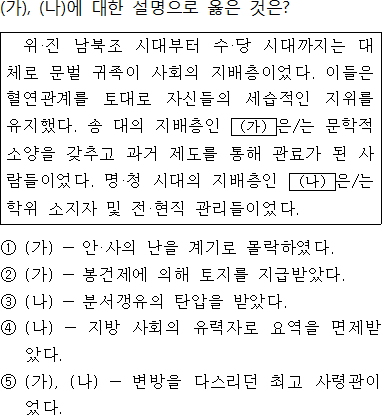 (가), (나)에 대한 설명으로 옳은 것은?
위·진 남북조 시대부터 수·당 시대까지는 대
체로 문벌 귀족이 사회의 지배층이었다. 이들은
혈연관계를 토대로 자신들의 세습적인 지위를
유지했다. 송 대의 지배층인 (가) 은/는 문학적
소양을 갖추고 과거 제도를 통해 관료가 된 사
람들이었다. 명·청 시대의 지배층인 (나) 은/는
학위 소지자 및 전·현직 관리들이었다.
① (가) - 안·사의 난을 계기로 몰락하였다.
② (가) - 봉건제에 의해 토지를 지급받았다.
③ (나) - 분서갱유의 탄압을 받았다.
④ (나) - 지방 사회의 유력자로 요역을 면제받
았다.
⑤ (가), (나) - 변방을 다스리던 최고 사령관이
었다.